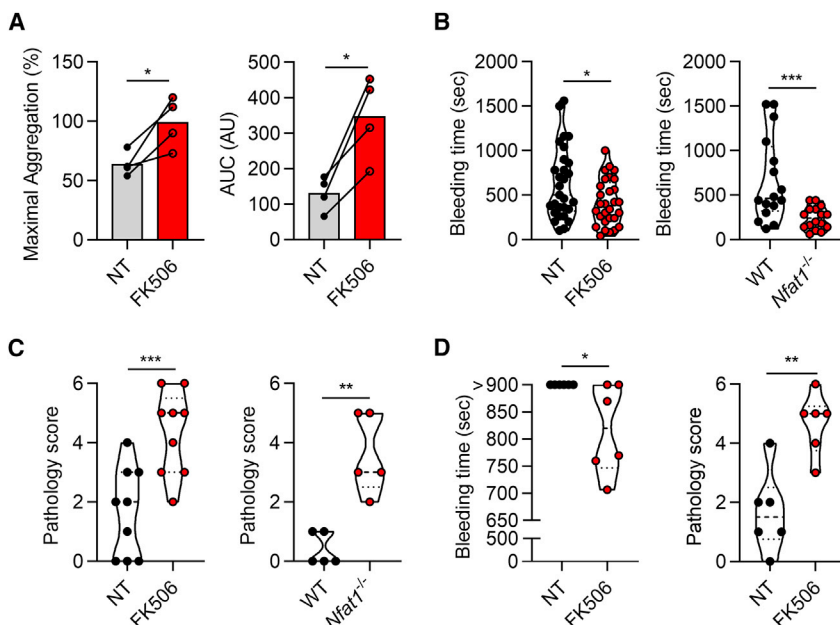 A
Maximal Aggregation (%)
150
100
50
0
*
NT
FK506
AUC (AU)
500
400
300
200
100
0
*
NT
FK506
B
Bleeding time (sec)
2000
1500
1000
500
0
*
NT
FK506
Bleeding time (sec)
2000
1500
1000
500
0
***
WT
Nfat1-/-
C
Pathology score
6
4
2
0
***
NT
FK506
Pathology score
6
4
2
0
**
WT
Nfat1-/-
D
Bleeding time (sec)
> 900
850
800
750
700
650
500
0
*
NT
FK506
Pathology score
6
4
2
0
**
NT
FK506